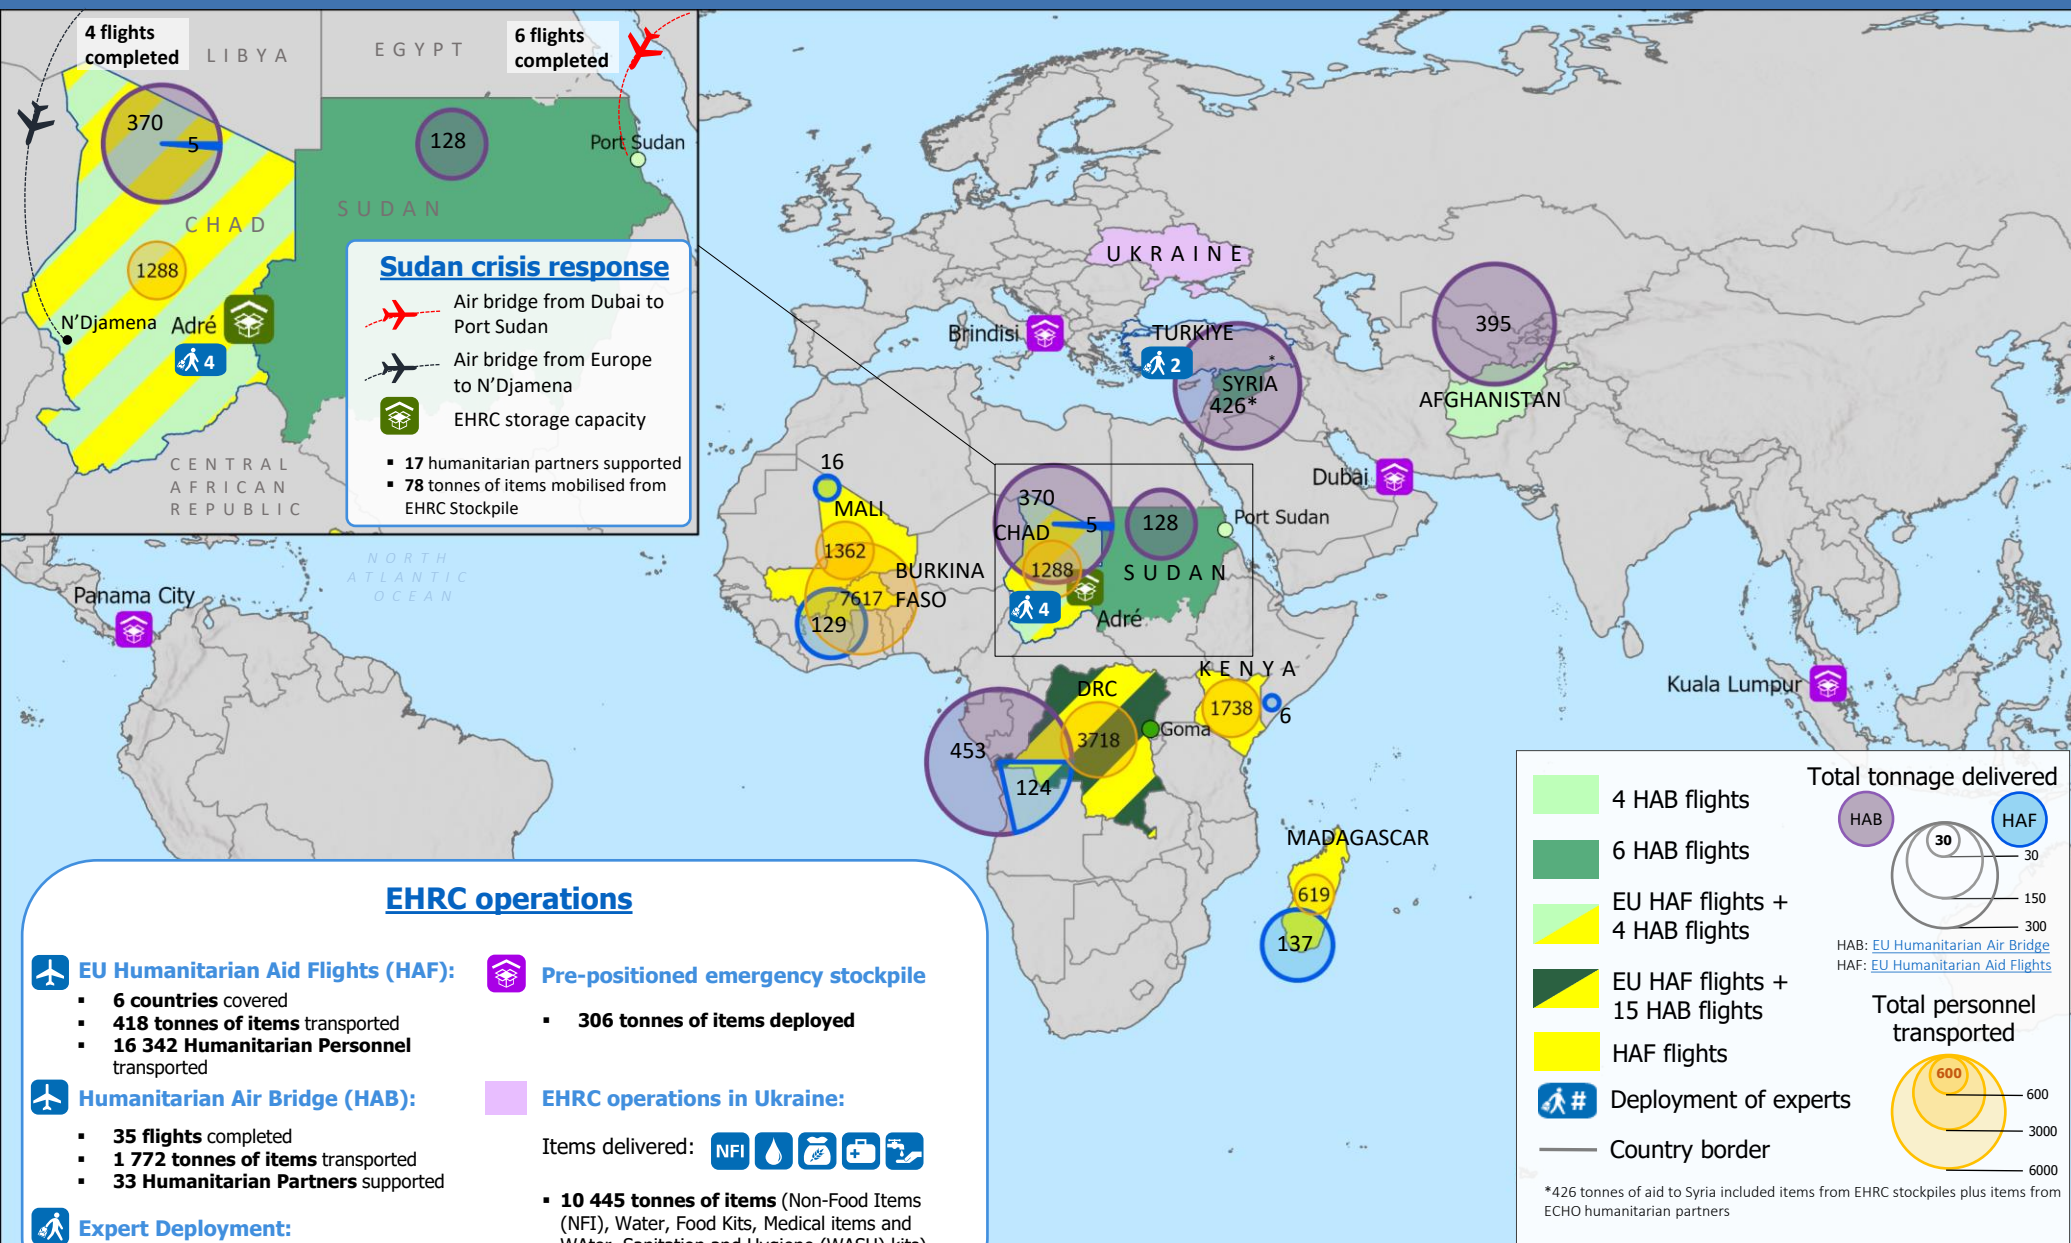 4 flights
completed
LIBYA
EGYPT
6 flights
completed
370
5
128
Port Sudan
CHAD
SUDAN
1288
N'Djamena
Adré
4
CENTRAL
AFRICAN
REPUBLIC
Sudan crisis response
Air bridge from Dubai to
Port Sudan
Air bridge from Europe
to N'Djamena
EHRC storage capacity
▪ 17 humanitarian partners supported
▪ 78 tonnes of items mobilised from
EHRC Stockpile
NORTH
ATLANTIC
OCEAN
Panama City
UKRAINE
Brindisi
TURKIYE
2
*
SYRIA
426*
395
AFGHANISTAN
Dubai
16
MALI
1362
BURKINA
FASO
7617
129
370
5
CHAD
128
Port Sudan
1288
SUDAN
4
Adré
KENYA
1738
6
DRC
3718
Goma
453
124
MADAGASCAR
619
137
Kuala Lumpur
EHRC operations
EU Humanitarian Aid Flights (HAF):
▪ 6 countries covered
▪ 418 tonnes of items transported
▪ 16 342 Humanitarian Personnel
transported
Humanitarian Air Bridge (HAB):
▪ 35 flights completed
▪ 1 772 tonnes of items transported
▪ 33 Humanitarian Partners supported
Expert Deployment:
Pre-positioned emergency stockpile
▪ 306 tonnes of items deployed
EHRC operations in Ukraine:
Items delivered:
NFI
▪ 10 445 tonnes of items (Non-Food Items
(NFI), Water, Food Kits, Medical items and
WAter, Sanitation and Hygiene (WASH) kits)
4 HAB flights
6 HAB flights
EU HAF flights +
4 HAB flights
EU HAF flights +
15 HAB flights
HAF flights
# Deployment of experts
Country border
Total tonnage delivered
HAB
HAF
30
30
150
300
HAB: EU Humanitarian Air Bridge
HAF: EU Humanitarian Aid Flights
Total personnel
transported
600
600
3000
6000
*426 tonnes of aid to Syria included items from EHRC stockpiles plus items from
ECHO humanitarian partners